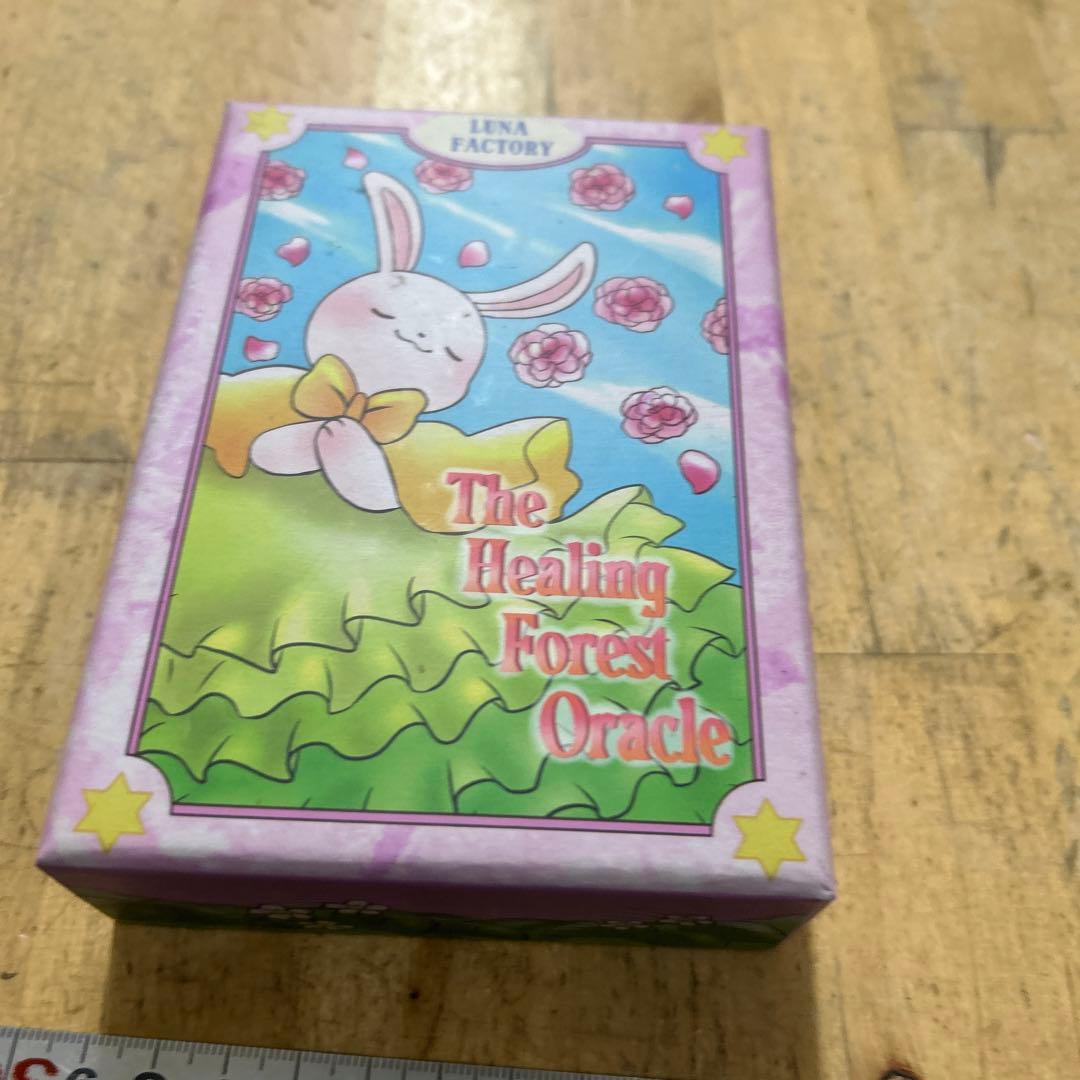 LUNA
FACTORY
The
Healing
Forest
Oracle